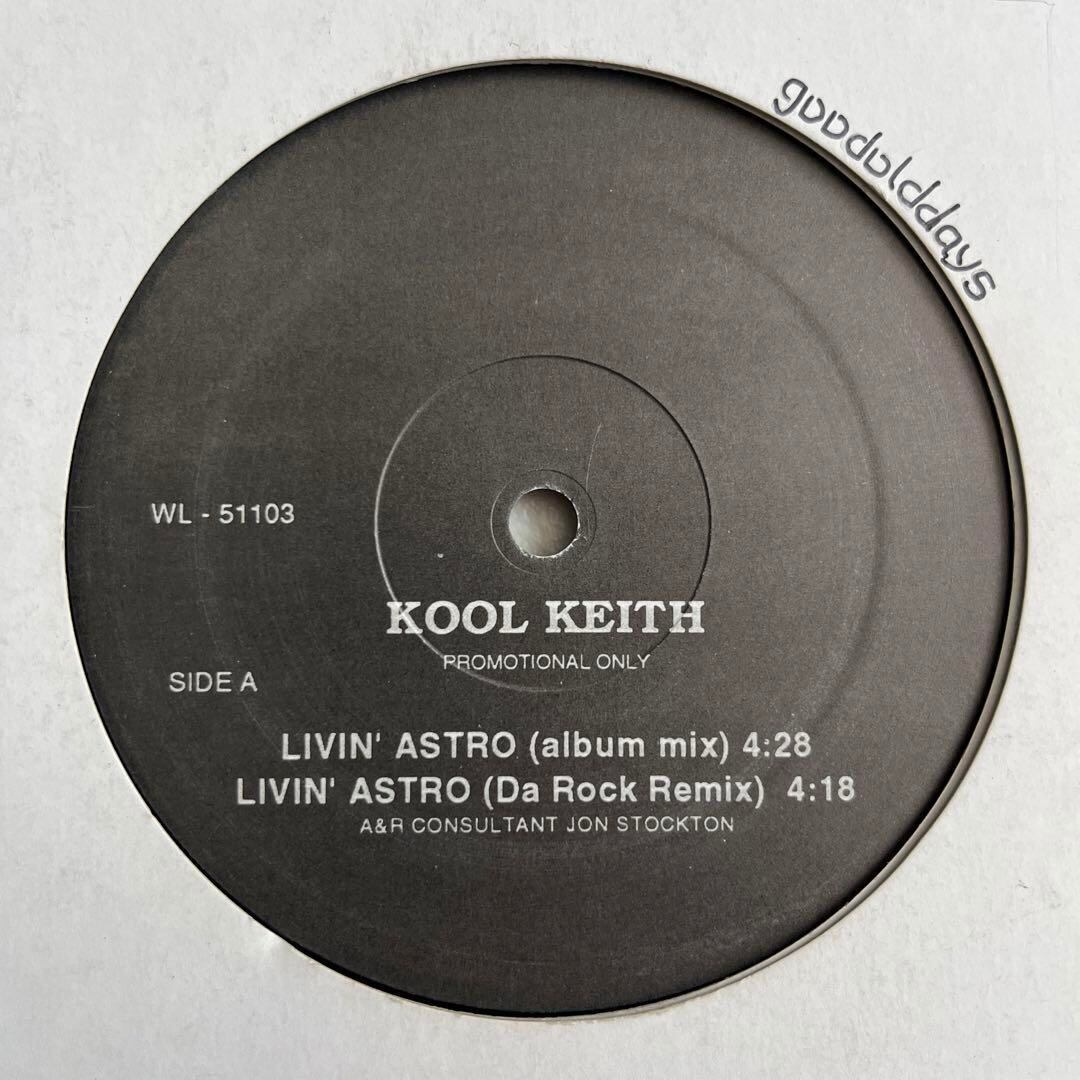 goodolddays
WL - 51103
KOOL KEITH
PROMOTIONAL ONLY
SIDE A
LIVIN' ASTRO (album mix) 4:28
LIVIN' ASTRO (Da Rock Remix) 4:18
A&R CONSULTANT JON STOCKTON